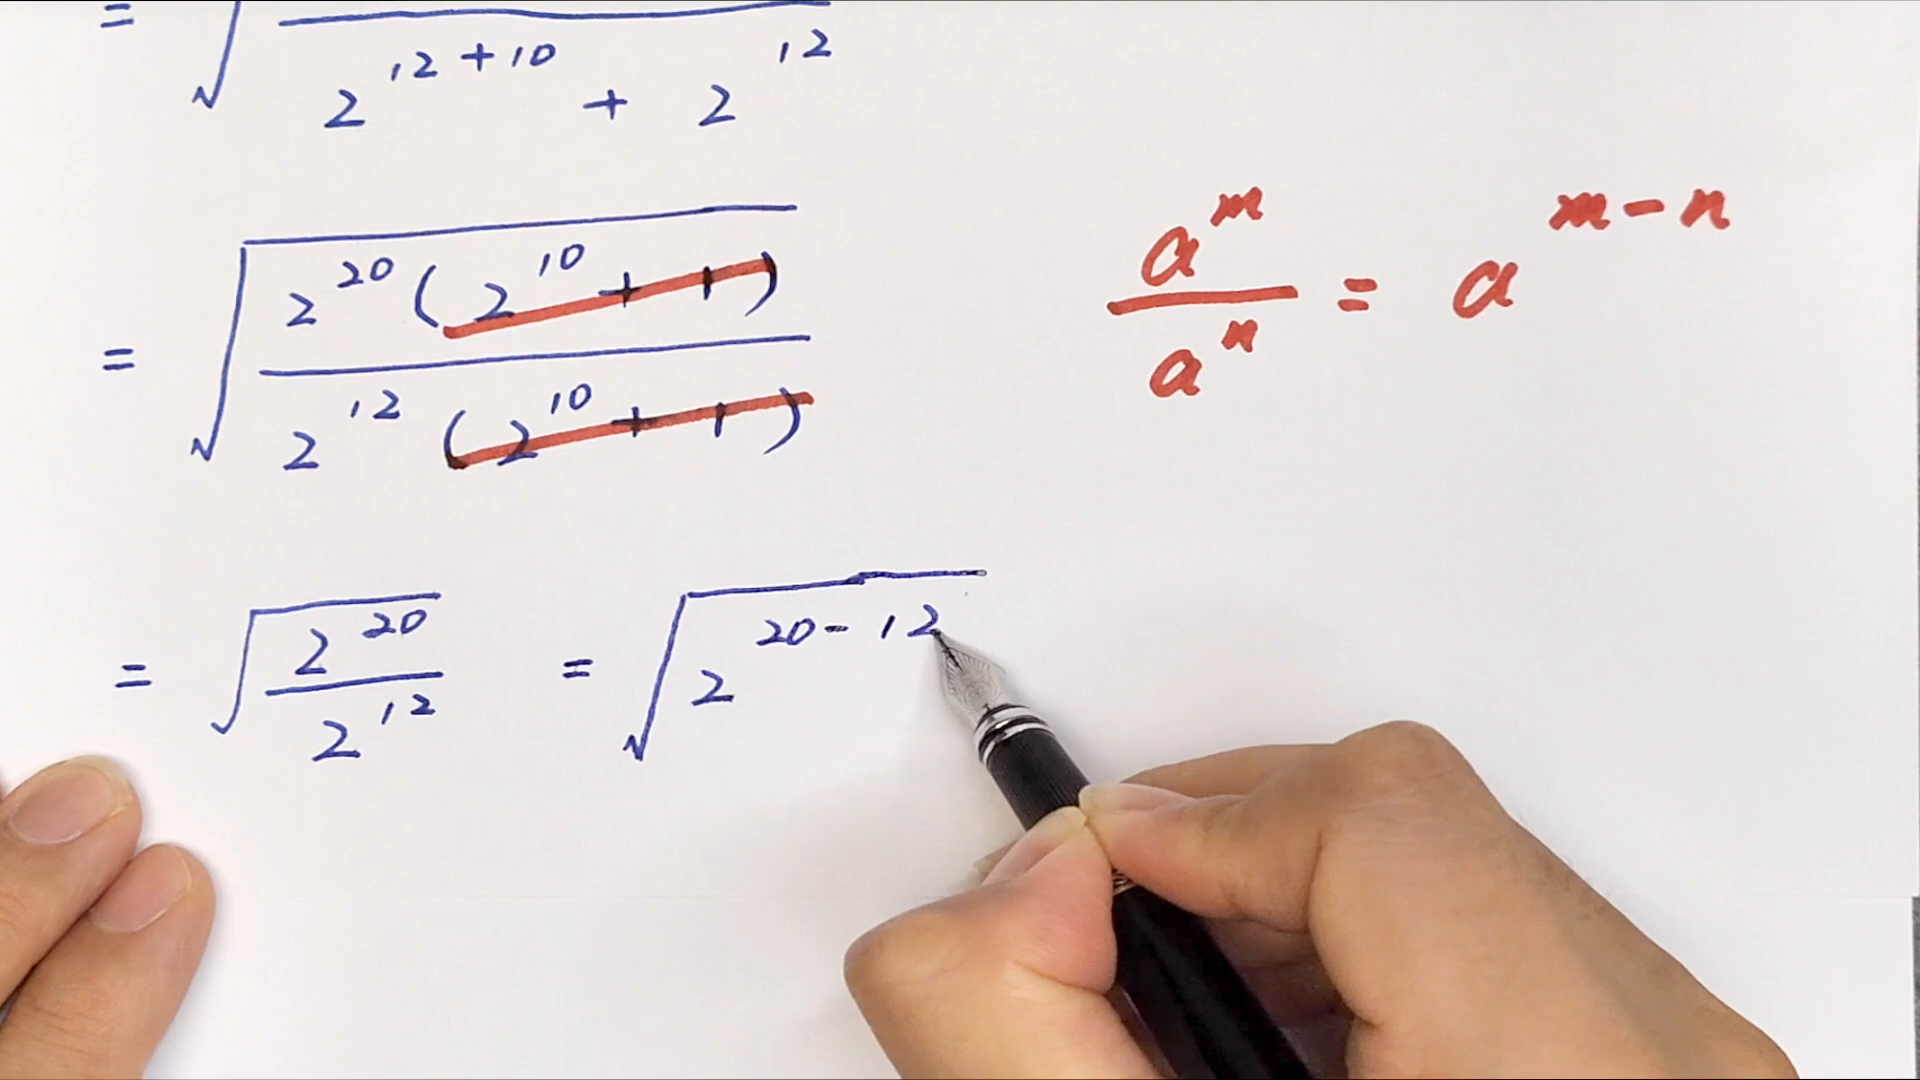 = √
2^{12+10} + 2^{12}
= √(2^{20}(2^{10}+1) / 2^{12}(2^{10}+1))
a^m / a^n = a^{m-n}
= √(2^{20} / 2^{12}) = √(2^{20-12})